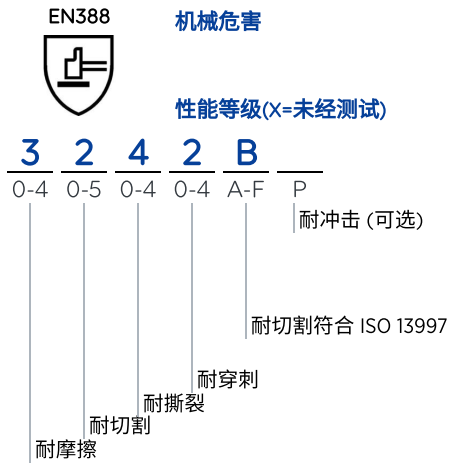 EN388
机械危害
性能等级(X=未经测试)
3 2 4 2 B
0-4 0-5 0-4 0-4 A-F P
耐冲击 (可选)
耐切割符合 ISO 13997
耐穿刺
耐撕裂
耐切割
耐摩擦